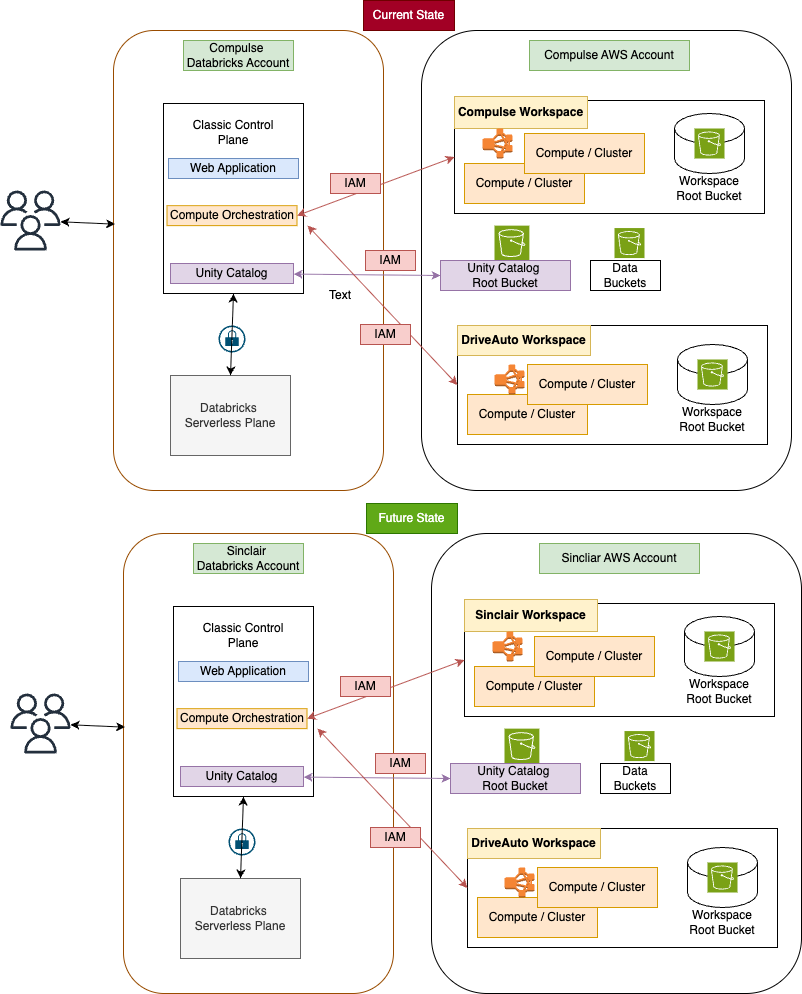 Current State
Compulse
Databricks Account
Compulse AWS Account
Classic Control
Plane
Web Application
Compute Orchestration
Unity Catalog
Databricks
Serverless Plane
IAM
IAM
Text
IAM
Compulse Workspace
Compute / Cluster
Compute / Cluster
Workspace
Root Bucket
Unity Catalog
Root Bucket
Data
Buckets
DriveAuto Workspace
Compute / Cluster
Compute / Cluster
Workspace
Root Bucket
Future State
Sinclair
Databricks Account
Sincliar AWS Account
Classic Control
Plane
Web Application
Compute Orchestration
Unity Catalog
Databricks
Serverless Plane
IAM
IAM
IAM
Sinclair Workspace
Compute / Cluster
Compute / Cluster
Workspace
Root Bucket
Unity Catalog
Root Bucket
Data
Buckets
DriveAuto Workspace
Compute / Cluster
Compute / Cluster
Workspace
Root Bucket